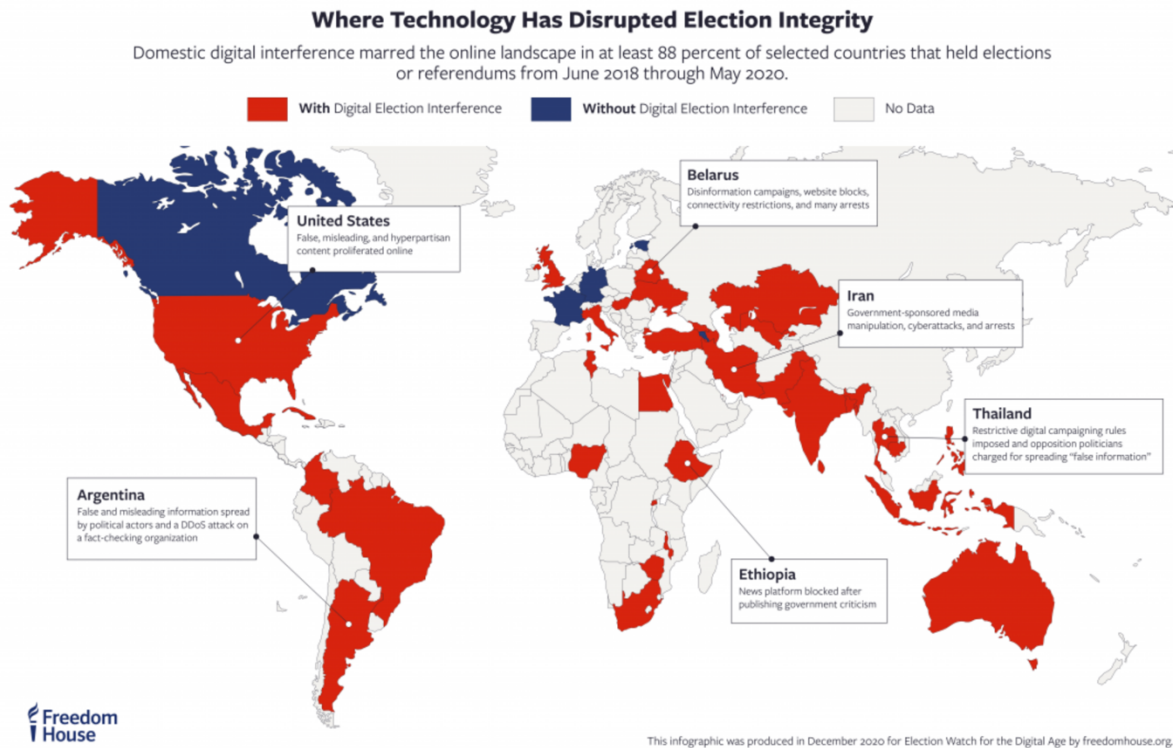 Where Technology Has Disrupted Election Integrity
Domestic digital interference marred the online landscape in at least 88 percent of selected countries that held elections
or referendums from June 2018 through May 2020.
With Digital Election Interference
Without Digital Election Interference
No Data
Belarus
Disinformation campaigns, website blocks,
connectivity restrictions, and many arrests
United States
False, misleading, and hyperpartisan
content proliferated online
Iran
Government-sponsored media
manipulation, cyberattacks, and arrests
Thailand
Restrictive digital campaigning rules
imposed and opposition politicians
charged for spreading “false information”
Argentina
False and misleading information spread
by political actors and a DDoS attack on
a fact-checking organization
Ethiopia
News platform blocked after
publishing government criticism
Freedom
House
This infographic was produced in December 2020 for Election Watch for the Digital Age by freedomhouse.org.